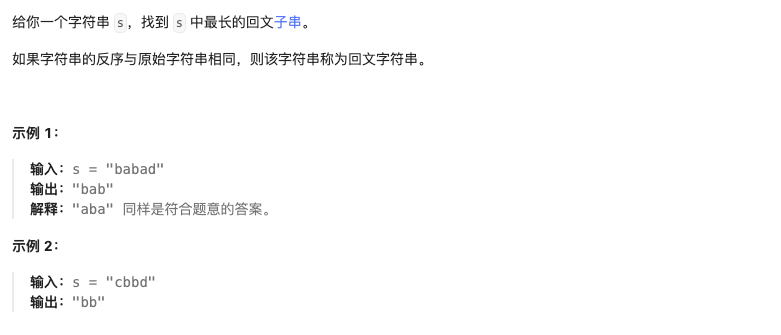 给你一个字符串 s，找到 s 中最长的回文子串。
如果字符串的反序与原始字符串相同，则该字符串称为回文字符串。
示例 1：
输入：s = "babad"
输出："bab"
解释："aba" 同样是符合题意的答案。
示例 2：
输入：s = "cbbd"
输出："bb"